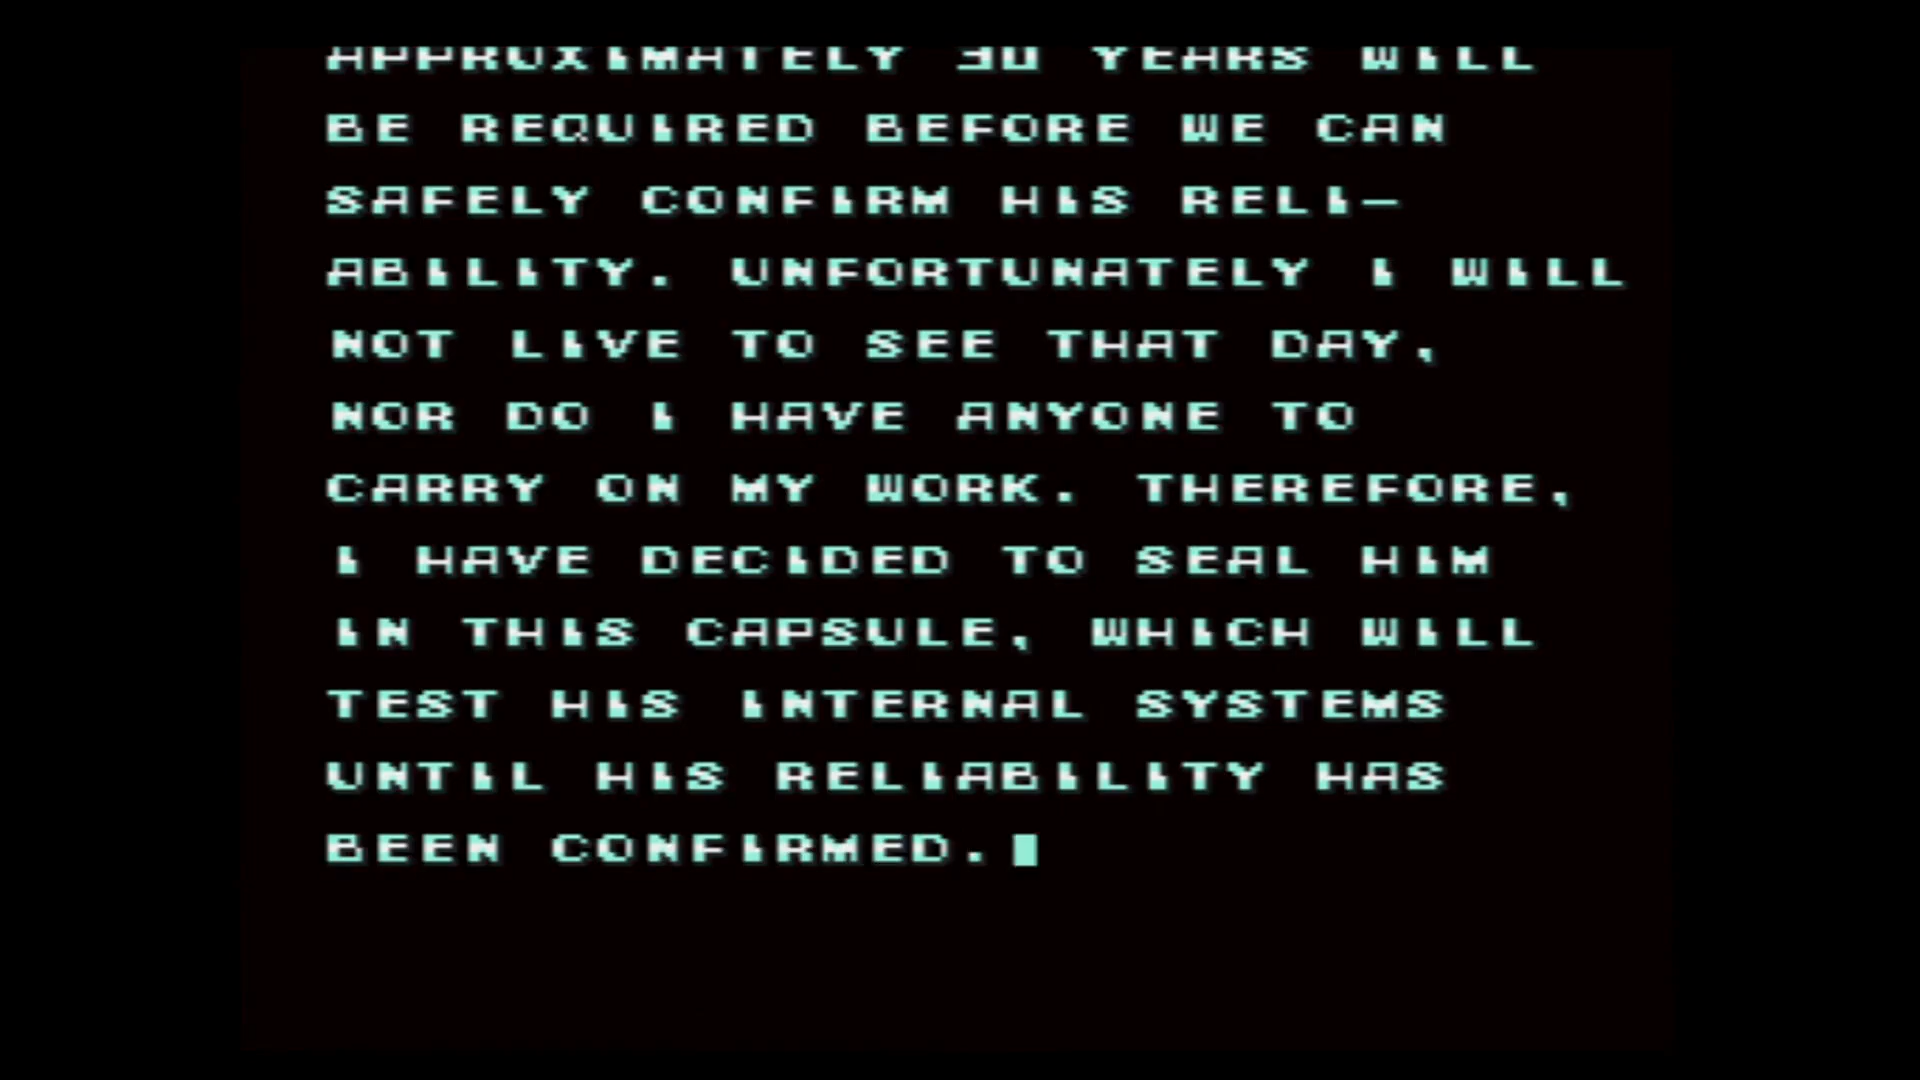 APPROXIMATELY 30 YEARS WILL
BE REQUIRED BEFORE WE CAN
SAFELY CONFIRM HIS RELI-
ABILITY. UNFORTUNATELY I WILL
NOT LIVE TO SEE THAT DAY,
NOR DO I HAVE ANYONE TO
CARRY ON MY WORK. THEREFORE,
I HAVE DECIDED TO SEAL HIM
IN THIS CAPSULE, WHICH WILL
TEST HIS INTERNAL SYSTEMS
UNTIL HIS RELIABILITY HAS
BEEN CONFIRMED.